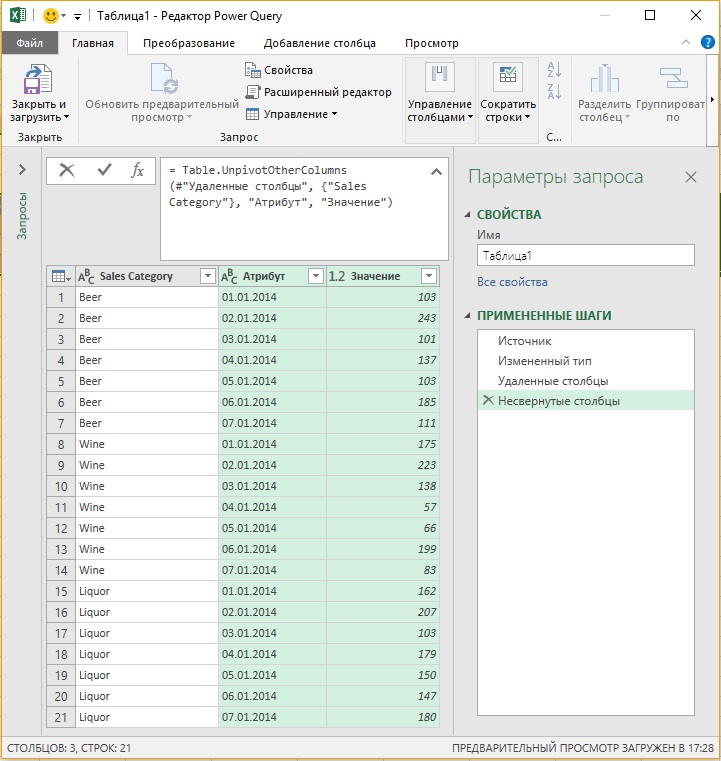 Таблица1 - Редактор Power Query
Файл Главная Преобразование Добавление столбца Просмотр
Закрыть и загрузить
Закрыть
Обновить предварительный просмотр
Свойства
Расширенный редактор
Управление
Запрос
Управление столбцами
Сократить строки
С...
Разделить столбец
Группироват по
Запросы
= Table.UnpivotOtherColumns
(#"Удаленные столбцы", {"Sales
Category"}, "Атрибут", "Значение")
Sales Category Атрибут 1.2 Значение
1 Beer 01.01.2014 103
2 Beer 02.01.2014 243
3 Beer 03.01.2014 101
4 Beer 04.01.2014 137
5 Beer 05.01.2014 103
6 Beer 06.01.2014 185
7 Beer 07.01.2014 111
8 Wine 01.01.2014 175
9 Wine 02.01.2014 223
10 Wine 03.01.2014 138
11 Wine 04.01.2014 57
12 Wine 05.01.2014 66
13 Wine 06.01.2014 199
14 Wine 07.01.2014 83
15 Liquor 01.01.2014 162
16 Liquor 02.01.2014 207
17 Liquor 03.01.2014 103
18 Liquor 04.01.2014 179
19 Liquor 05.01.2014 150
20 Liquor 06.01.2014 147
21 Liquor 07.01.2014 180
Параметры запроса
СВОЙСТВА
Имя
Таблица1
Все свойства
ПРИМЕНЕННЫЕ ШАГИ
Источник
Измененный тип
Удаленные столбцы
Несвернутые столбцы
СТОЛБЦОВ: 3, СТРОК: 21
ПРЕДВАРИТЕЛЬНЫЙ ПРОСМОТР ЗАГРУЖЕН В 17:28